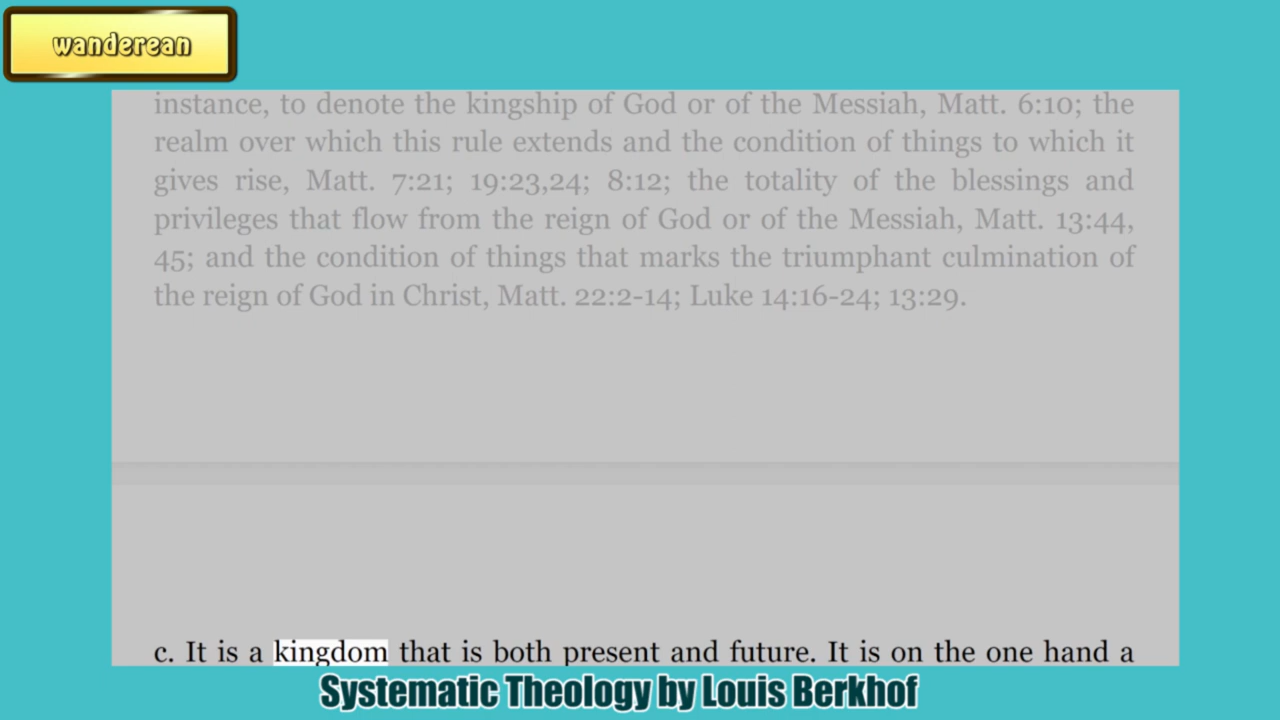 wanderean
instance, to denote the kingship of God or of the Messiah, Matt. 6:10; the
realm over which this rule extends and the condition of things to which it
gives rise, Matt. 7:21; 19:23,24; 8:12; the totality of the blessings and
privileges that flow from the reign of God or of the Messiah, Matt. 13:44,
45; and the condition of things that marks the triumphant culmination of
the reign of God in Christ, Matt. 22:2-14; Luke 14:16-24; 13:29.
c. It is a kingdom that is both present and future. It is on the one hand a
Systematic Theology by Louis Berkhof